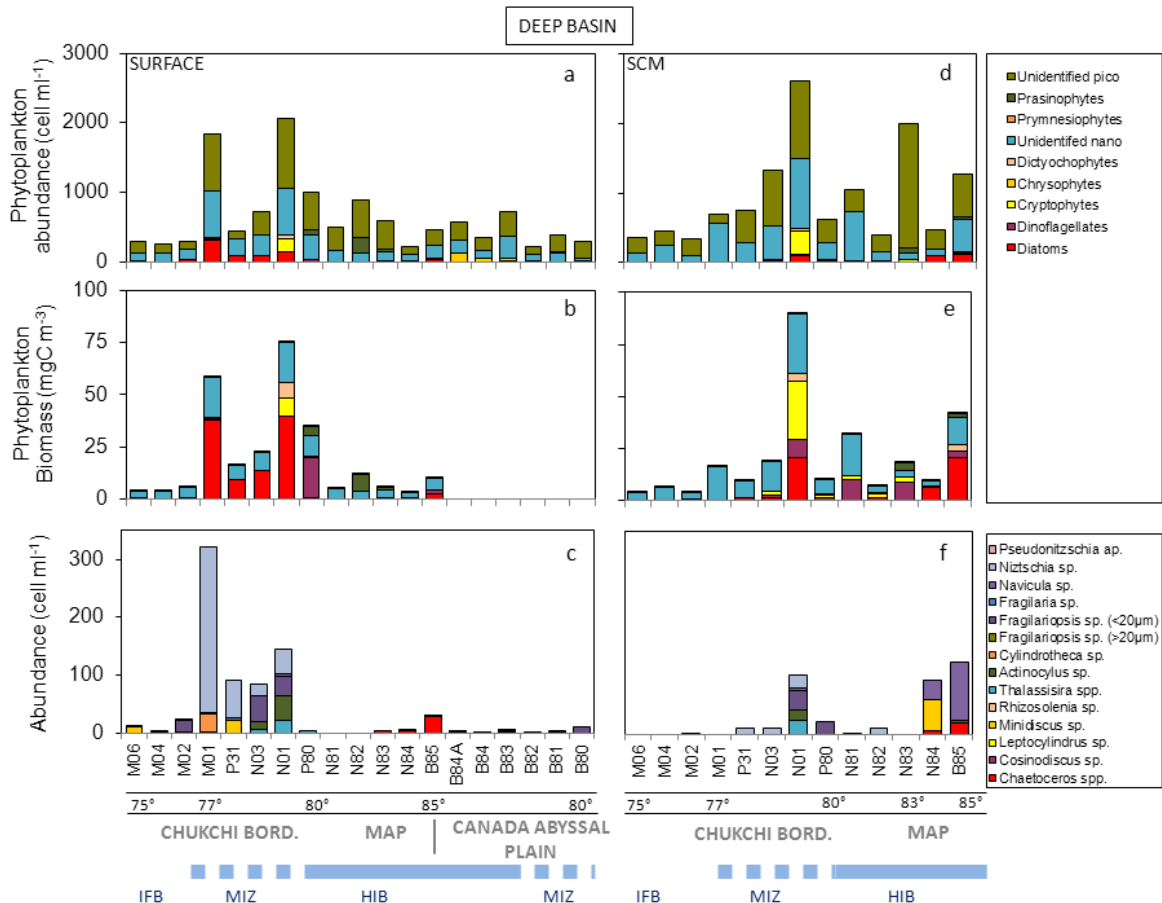 DEEP BASIN
SURFACE
a
3000
2000
1000
0
Phytoplankton
abundance (cell ml-1)
SCM
d
Unidentified pico
Prasinophytes
Prymnesiophytes
Unidentifed nano
Dictyochophytes
Chrysophytes
Cryptophytes
Dinoflagellates
Diatoms
b
100
75
50
25
0
Phytoplankton
Biomass (mgC m-3)
e
c
300
200
100
0
Abundance (cell ml-1)
f
Pseudonitzschia ap.
Niztschia sp.
Navicula sp.
Fragilaria sp.
Fragilariopsis sp. (<20µm)
Fragilariopsis sp. (>20µm)
Cylindrotheca sp.
Actinocylus sp.
Thalassisira spp.
Rhizosolenia sp.
Minidiscus sp.
Leptocylindrus sp.
Cosinodiscus sp.
Chaetoceros spp.
M06 M04 M02 M01 P31 N03 N01 P80 N81 N82 N83 N84 B85 B84A B84 B83 B82 B81 B80
M06 M04 M02 M01 P31 N03 N01 P80 N81 N82 N83 N84 B85
75° 77° 80° 85° 80°
75° 77° 80° 83° 85°
CHUKCHI BORD. MAP CANADA ABYSSAL
PLAIN
CHUKCHI BORD. MAP
IFB MIZ HIB MIZ
IFB MIZ HIB